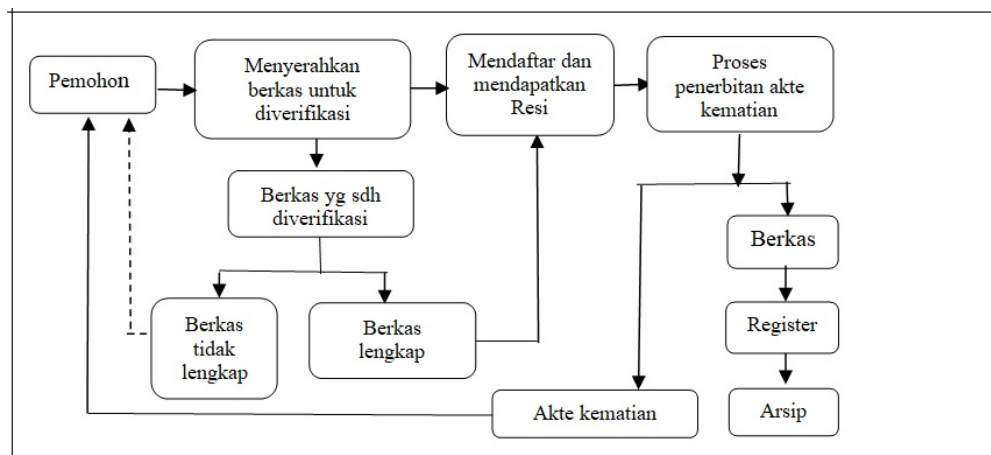 Pemohon
Menyerahkan
berkas untuk
diverifikasi
Mendaftar dan
mendapatkan
Resi
Proses
penerbitan akte
kematian
Berkas yg sdh
diverifikasi
Berkas
tidak
lengkap
Berkas
lengkap
Berkas
Register
Arsip
Akte kematian